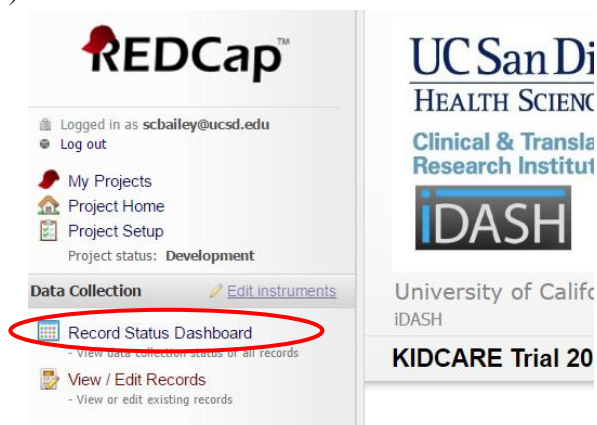 )
REDCap™
Logged in as scbailey@ucsd.edu
Log out
My Projects
Project Home
Project Setup
Project status: Development
Data Collection Edit instruments
Record Status Dashboard
- View data collection status of all records
View / Edit Records
- View or edit existing records
UC San Di
HEALTH SCIENC
Clinical & Transla
Research Institut
iDASH
University of Califo
iDASH
KIDCARE Trial 20